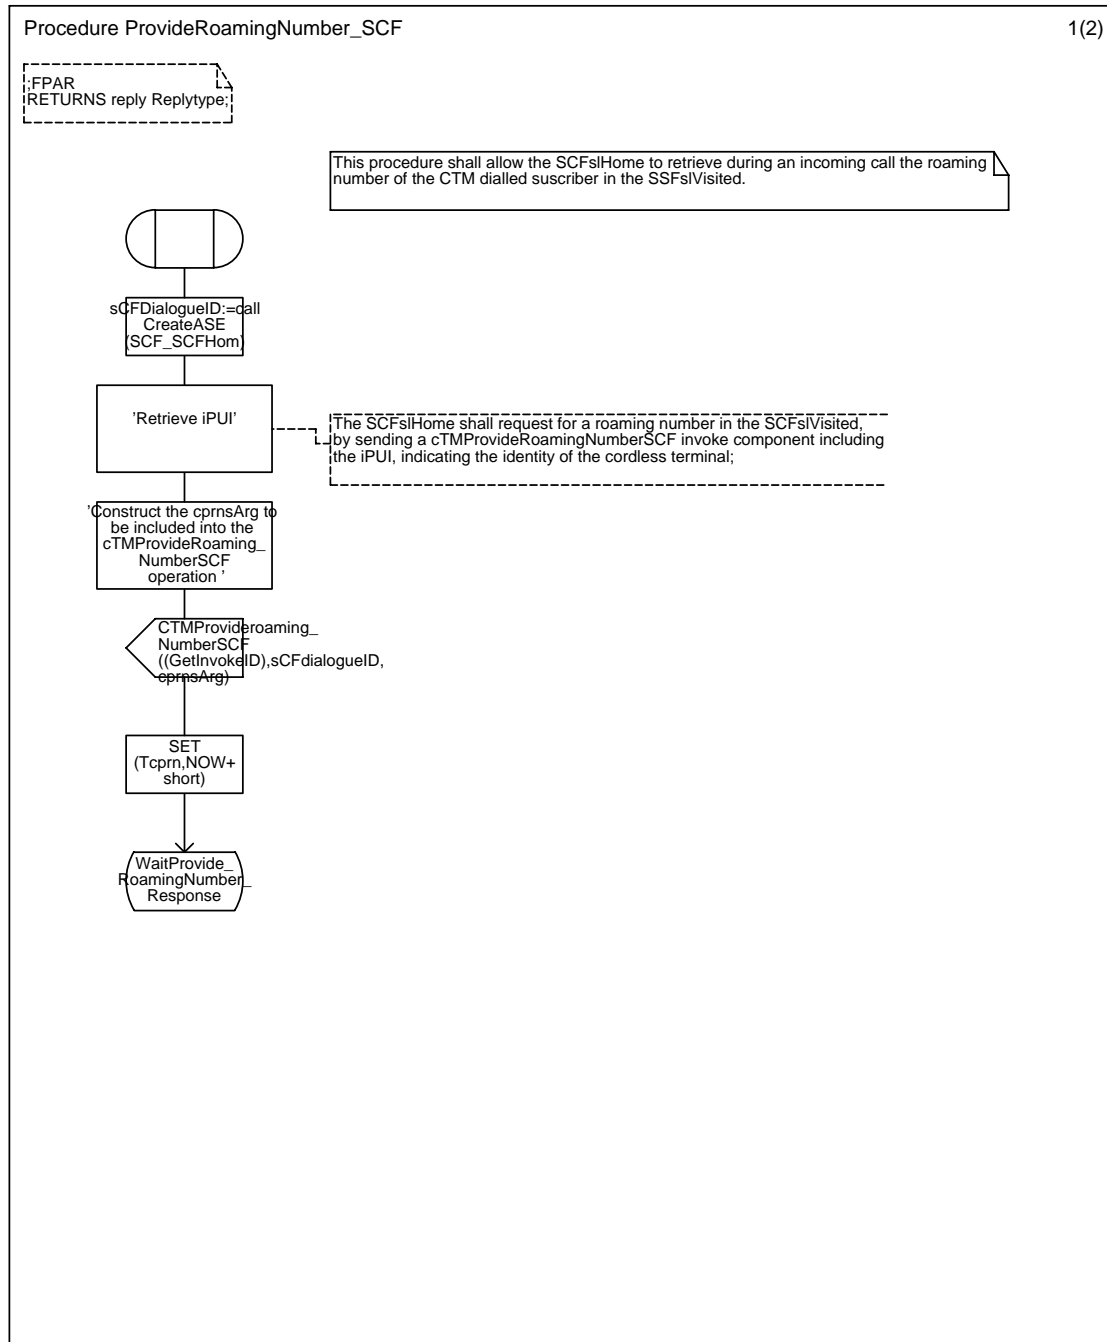 Procedure ProvideRoamingNumber_SCF
1(2)
;FPAR
RETURNS reply Replytype;
This procedure shall allow the SCFslHome to retrieve during an incoming call the roaming
number of the CTM dialled suscriber in the SSFslVisited.
sCFDialogueID:=call
CreateASE
(SCF_SCFHom)
'Retrieve iPUI'
The SCFslHome shall request for a roaming number in the SCFslVisited,
by sending a cTMProvideRoamingNumberSCF invoke component including
the iPUI, indicating the identity of the cordless terminal;
'Construct the cprnsArg to
be included into the
cTMProvideRoaming_
NumberSCF
operation '
CTMProvideroaming_
NumberSCF
((GetInvokeID),sCFdialogueID,
cprnsArg)
SET
(Tcprn,NOW+
short)
WaitProvide_
RoamingNumber_
Response